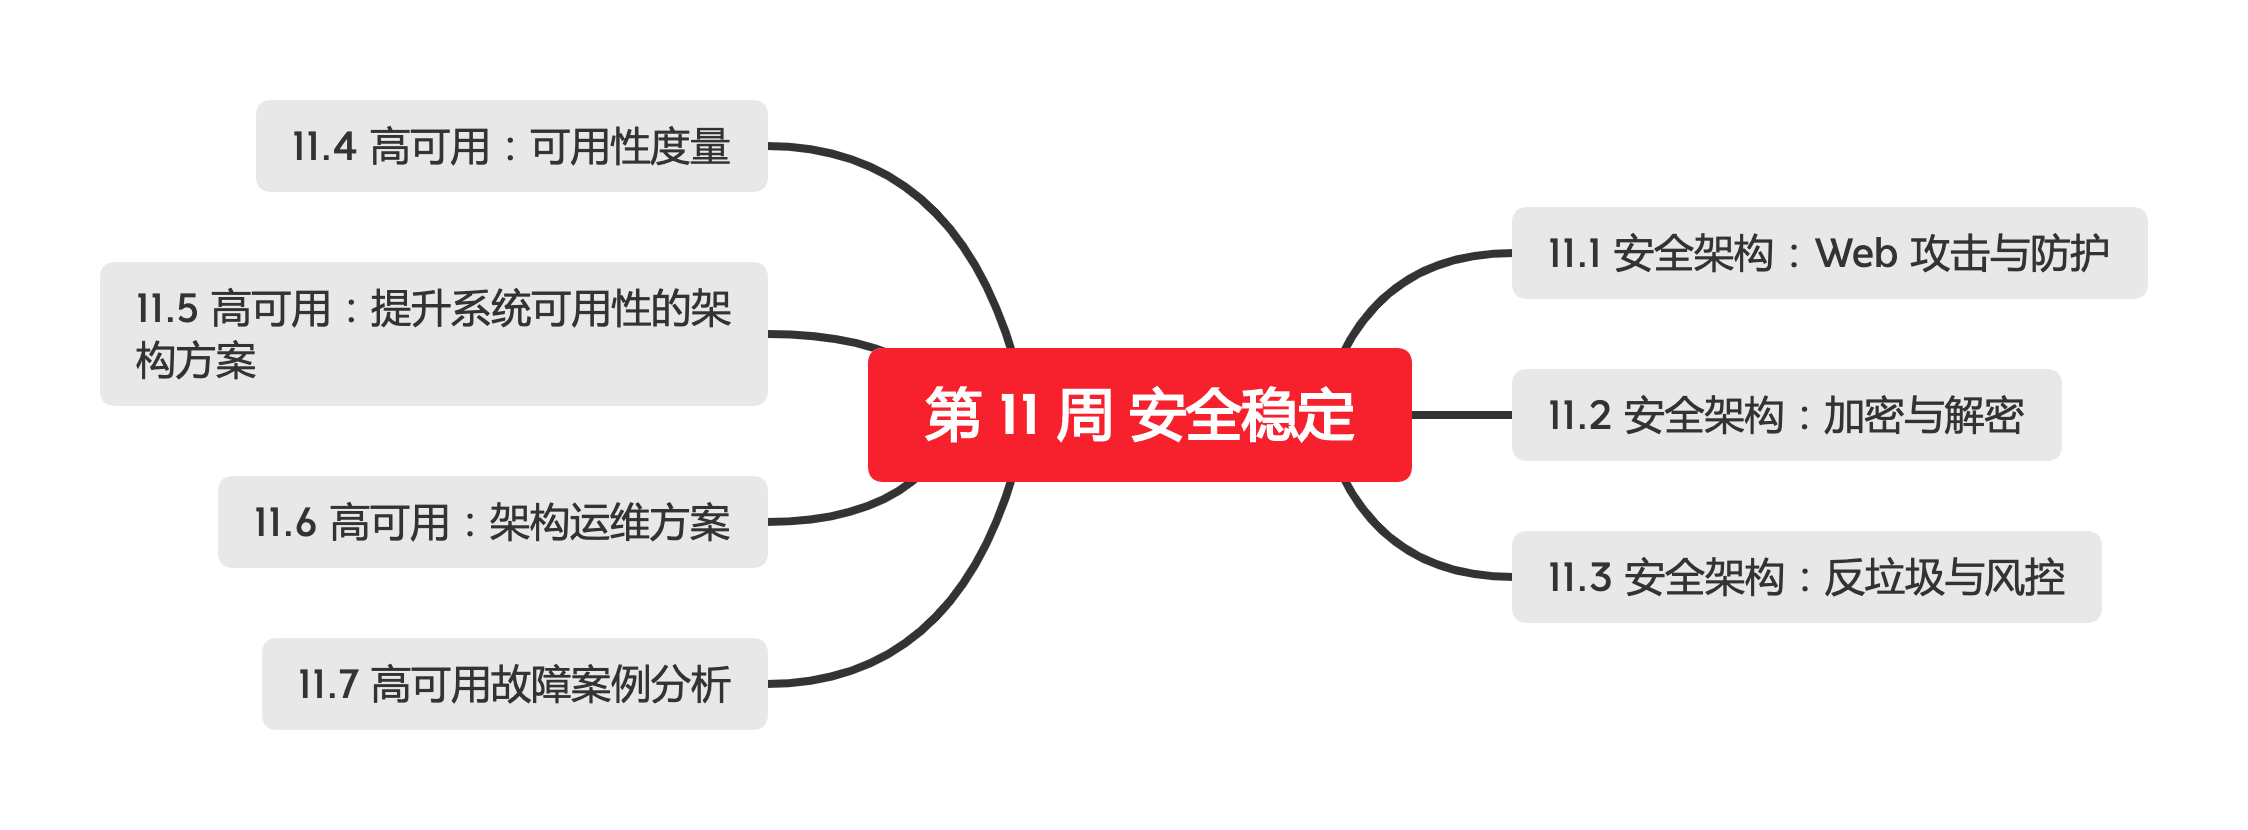 第 11 周 安全稳定
11.1 安全架构：Web 攻击与防护
11.2 安全架构：加密与解密
11.3 安全架构：反垃圾与风控
11.4 高可用：可用性度量
11.5 高可用：提升系统可用性的架
构方案
11.6 高可用：架构运维方案
11.7 高可用故障案例分析